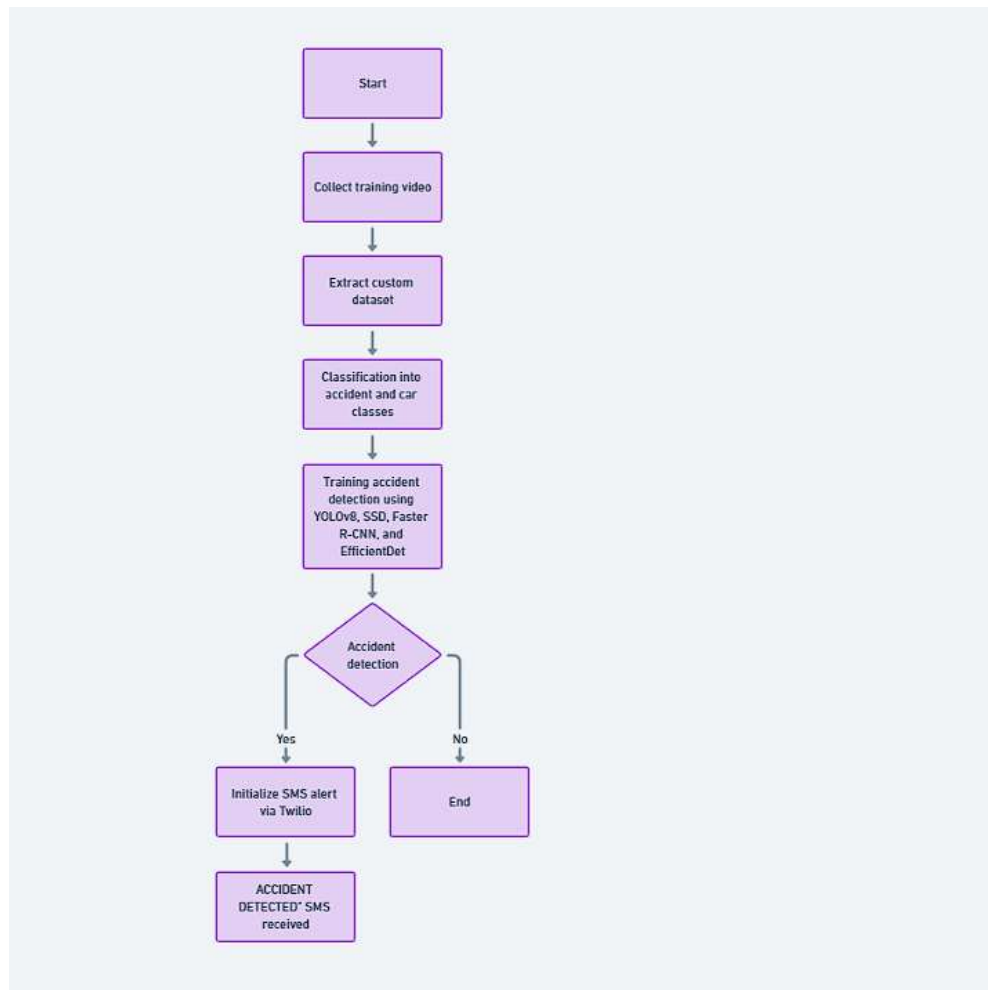 Start
Collect training video
Extract custom
dataset
Classification into
accident and car
classes
Training accident
detection using
YOLOv8, SSD, Faster
R-CNN, and
EfficientDet
Accident
detection
Yes
No
Initialize SMS alert
via Twilio
End
ACCIDENT
DETECTED" SMS
received